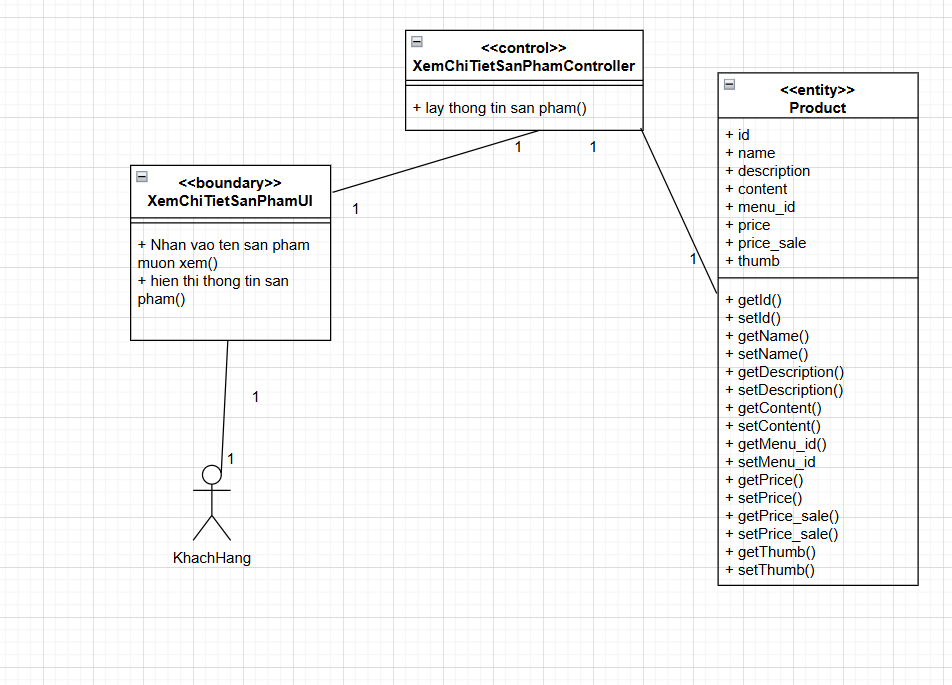 <<control>>
XemChiTietSanPhamController
+ lay thong tin san pham()
1
1
<<boundary>>
XemChiTietSanPhamUI
+ Nhan vao ten san pham
muon xem()
+ hien thi thong tin san
pham()
1
1
1
KhachHang
<<entity>>
Product
+ id
+ name
+ description
+ content
+ menu_id
+ price
+ price_sale
+ thumb
1
+ getId()
+ setId()
+ getName()
+ setName()
+ getDescription()
+ setDescription()
+ getContent()
+ setContent()
+ getMenu_id()
+ setMenu_id
+ getPrice()
+ setPrice()
+ getPrice_sale()
+ setPrice_sale()
+ getThumb()
+ setThumb()